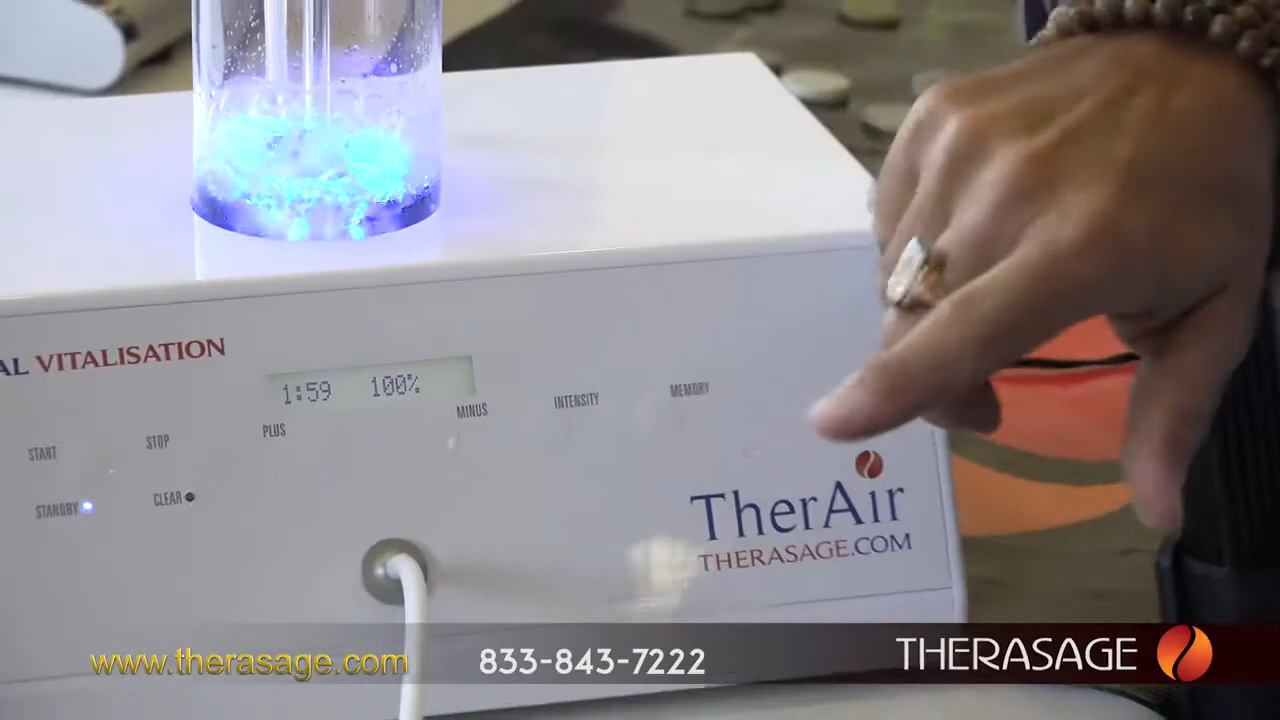 AL VITALISATION
1:59 100%
PLUS
MINUS
INTENSITY
MEMORY
START
STOP
STANDBY
CLEAR
TherAir
THERASAGE.COM
www.therasage.com
833-843-7222
THERASAGE